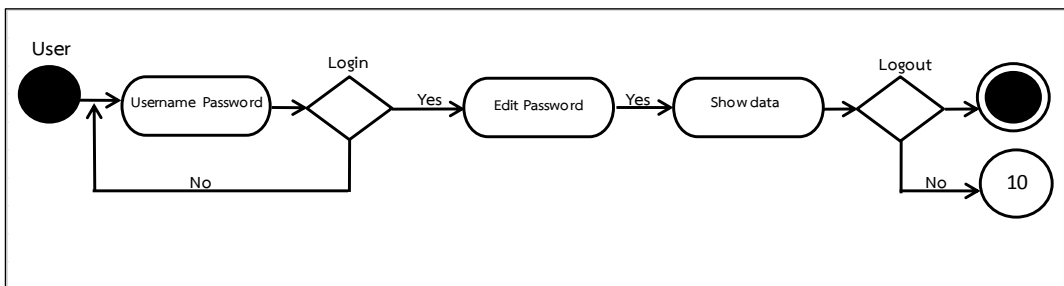 User
Username Password
Login
Yes
No
Edit Password
Yes
Show data
Logout
No
10